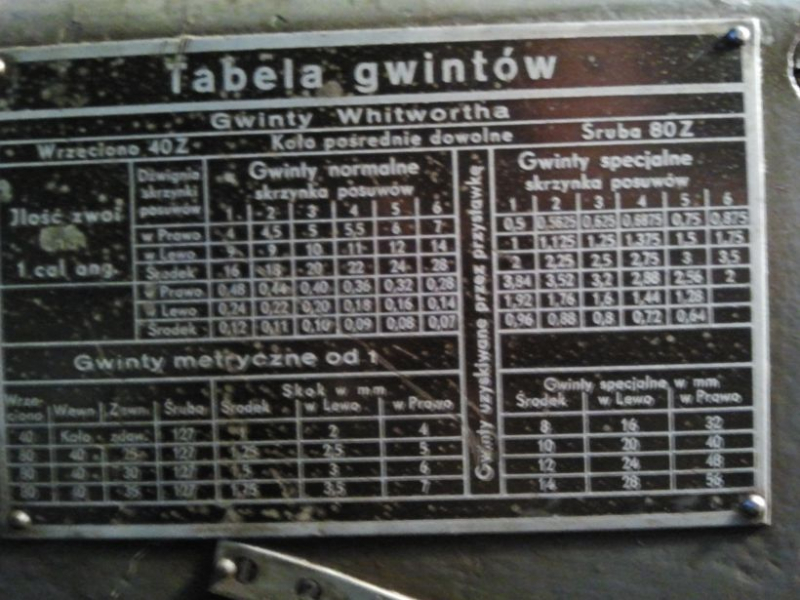 Tabela gwintów
Gwinty Whitwortha
Wrzeciono 40Z Koło pośrednie dowolne Śruba 80Z
Jlość zwoi
1 cal ang.
Dźwignia skrzynki posuwów
Gwinty normalne
skrzynka posuwów
1 2 3 4 5 6
w Prawo 4 4,5 5 5,5 6 7
w Lewo 9 10 11 12 14
Środek 16 18 20 22 24 28
w Prawo 0,48 0,44 0,40 0,36 0,32 0,28
w Lewo 0,24 0,22 0,20 0,18 0,16 0,14
Środek 0,12 0,11 0,10 0,09 0,08 0,07
Gwinty uzyskiwane przez przystawkę
Gwinty specjalne
skrzynka posuwów
1 2 3 4 5 6
0,5 0,5625 0,625 0,6875 0,75 0,875
1 1,125 1,25 1,375 1,5 1,75
2 2,25 2,5 2,75 3 3,5
3,84 3,52 3,2 2,88 2,56 2
1,92 1,76 1,6 1,44 1,28
0,96 0,88 0,8 0,72 0,64
Gwinty metryczne od 1
Wrze-ciono Wewn. Zewn. Śruba
Skok w mm
Środek w Lewo w Prawo
40 Koło 127 1 2 4
80 40 127 1,25 2,5 5
80 40 30 127 1,5 3 6
80 60 35 127 1,75 3,5 7
Gwinty specjalne w mm
Środek w Lewo w Prawo
8 16 32
10 20 40
12 24 48
14 28 56